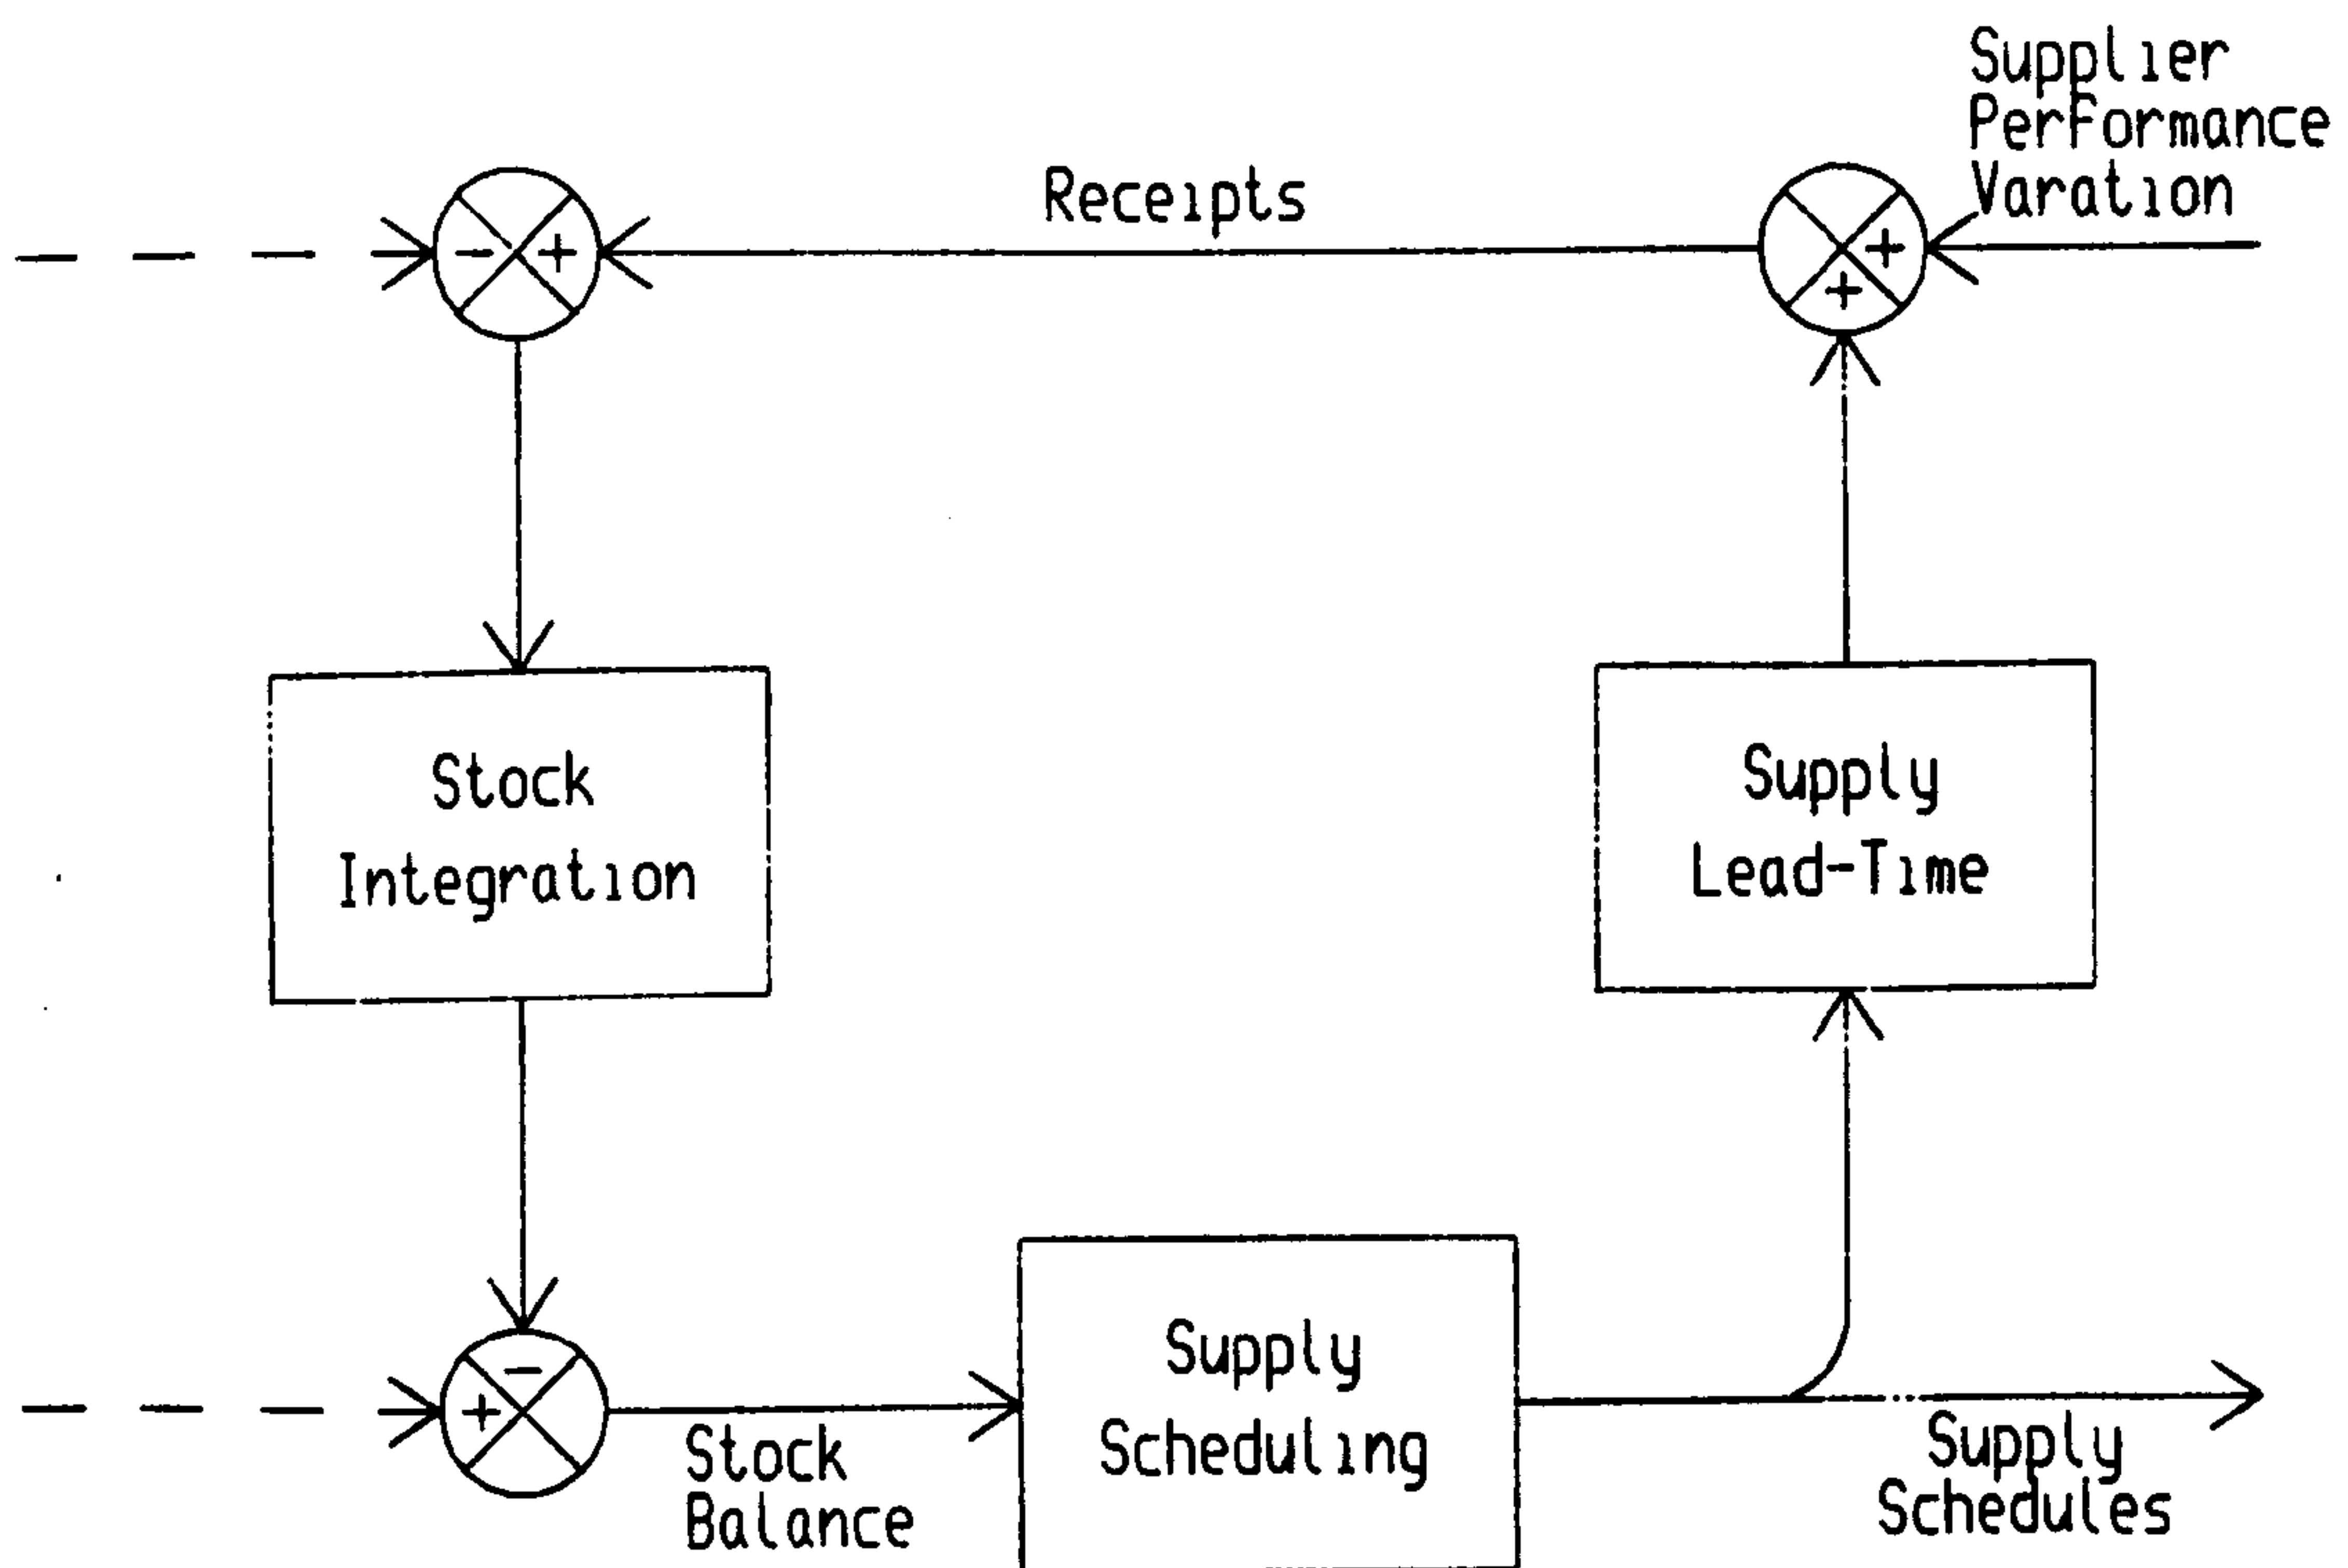 Supplier
Performance
Varation
Receipts
Stock
Integration
Supply
Lead-Time
Supply
Scheduling
Stock
Balance
Supply
Schedules